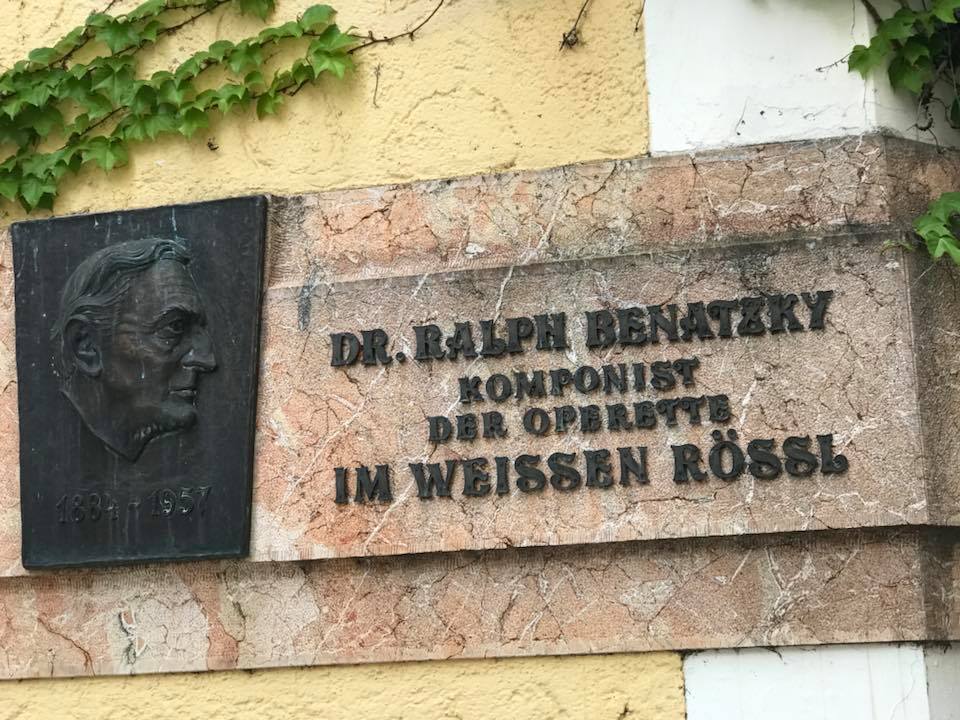 1884 - 1957
DR. RALPH BENATZKY
KOMPONIST
DER OPERETTE
IM WEISSEN RÖSSL